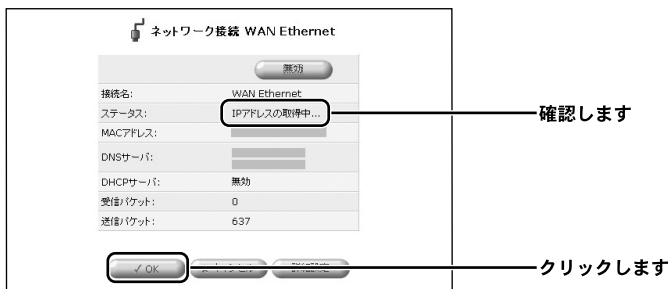 ネットワーク接続 WAN Ethernet
無効
接続名: WAN Ethernet
ステータス: IPアドレスの取得中...
確認します
MACアドレス:
DNSサーバ:
DHCPサーバ: 無効
受信パケット: 0
送信パケット: 637
✓ OK
クリックします